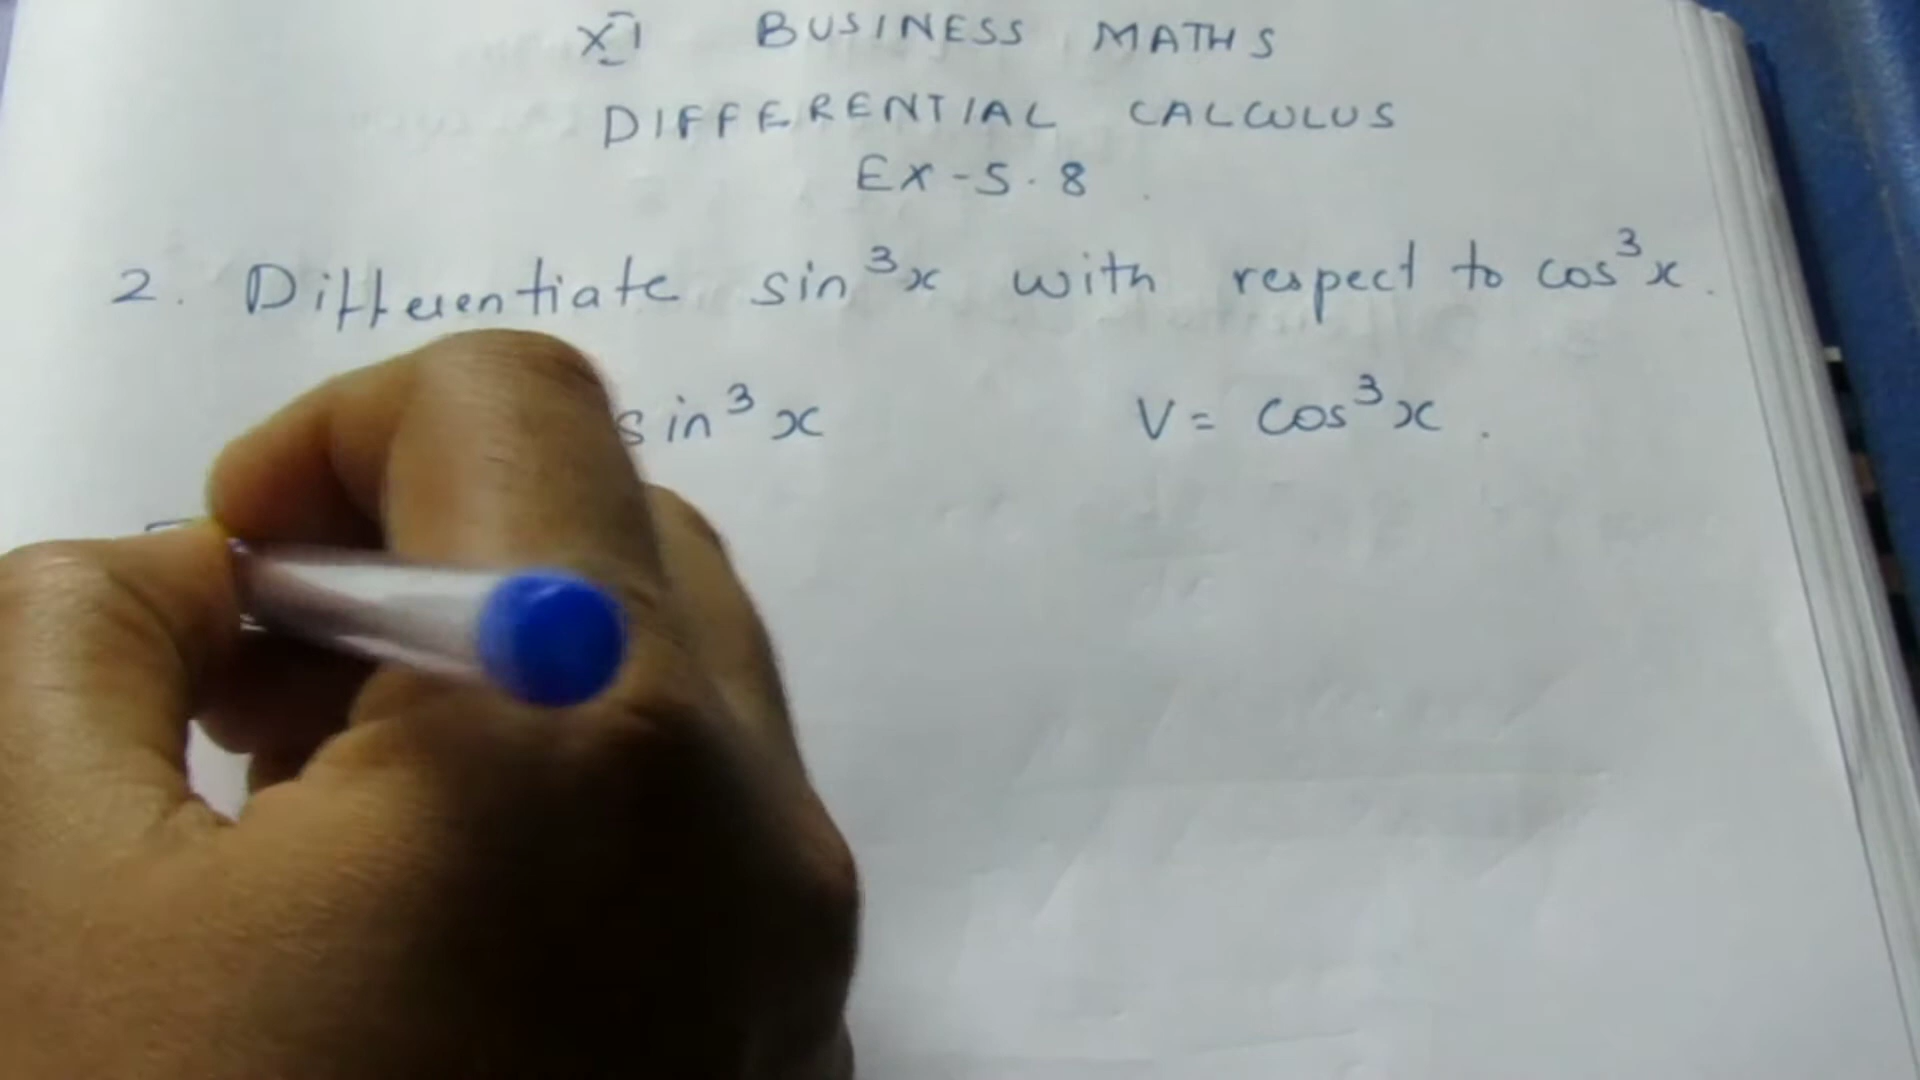 XI BUSINESS MATHS
DIFFERENTIAL CALCULUS
EX-5.8
2. Differentiate sin³x with respect to cos³x.
sin³x V = cos³x.